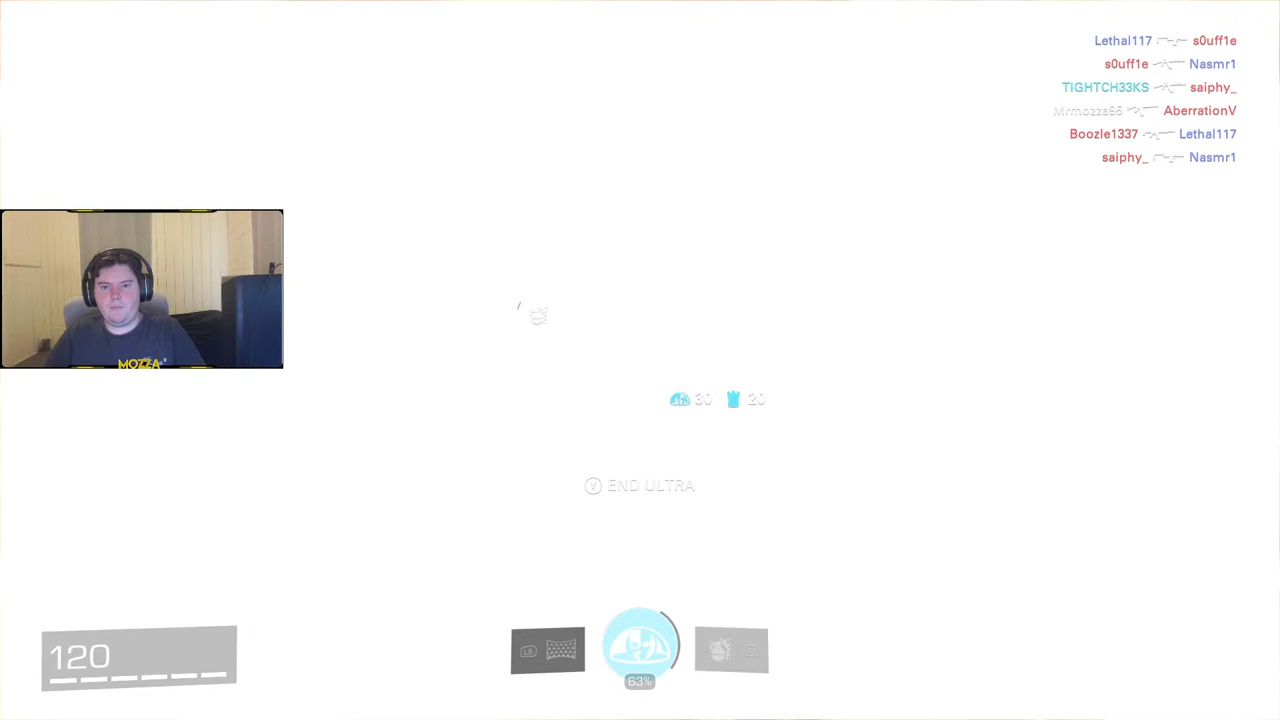 Lethal117 s0uff1e
s0uff1e Nasmr1
TIGHTCH33KS saiphy_
Mrmozza96 AberrationV
Boozle1337 Lethal117
saiphy_ Nasmr1
MOZZA
30 20
Y END ULTRA
120
LB
63%